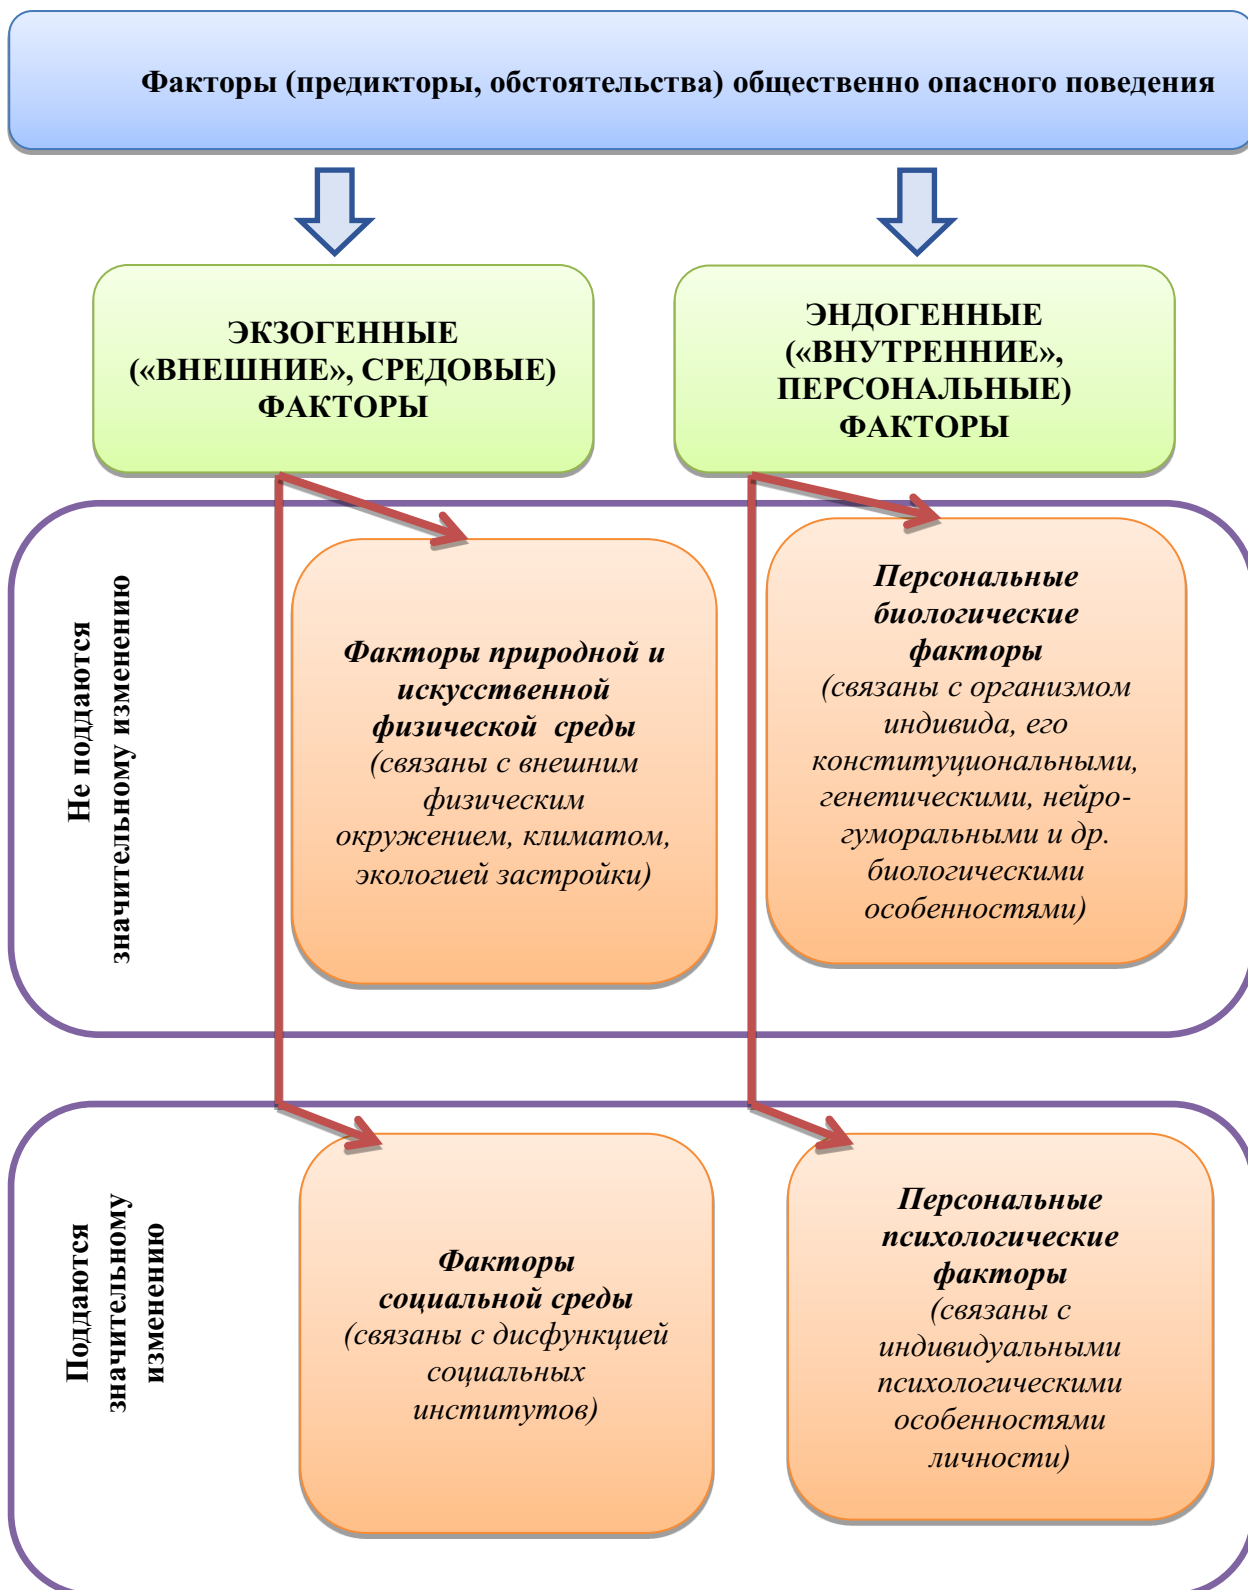 Факторы (предикторы, обстоятельства) общественно опасного поведения
ЭКЗОГЕННЫЕ
(«ВНЕШНИЕ», СРЕДОВЫЕ)
ФАКТОРЫ
ЭНДОГЕННЫЕ
(«ВНУТРЕННИЕ»,
ПЕРСОНАЛЬНЫЕ)
ФАКТОРЫ
Не поддаются
значительному изменению
Факторы природной и
искусственной
физической среды
(связаны с внешним
физическим
окружением, климатом,
экологией застройки)
Персональные
биологические
факторы
(связаны с организмом
индивида, его
конституциональными,
генетическими, нейро-
гуморальными и др.
биологическими
особенностями)
Поддаются
значительному
изменению
Факторы
социальной среды
(связаны с дисфункцией
социальных
институтов)
Персональные
психологические
факторы
(связаны с
индивидуальными
психологическими
особенностями
личности)